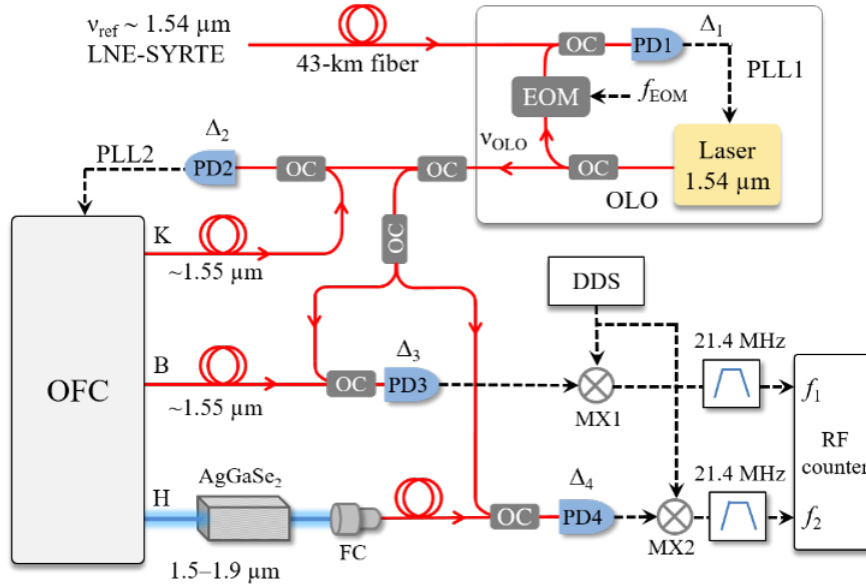 ν_ref ~ 1.54 µm
LNE-SYRTE
43-km fiber
OC
PD1
Δ₁
PLL1
EOM
f_EOM
Laser
1.54 µm
OC
OLO
ν_OLO
Δ₂
PLL2
PD2
OC
OC
OC
OFC
K
~1.55 µm
B
~1.55 µm
OC
PD3
Δ₃
DDS
MX1
21.4 MHz
f₁
RF
counter
H
AgGaSe₂
1.5–1.9 µm
FC
OC
PD4
Δ₄
MX2
21.4 MHz
f₂